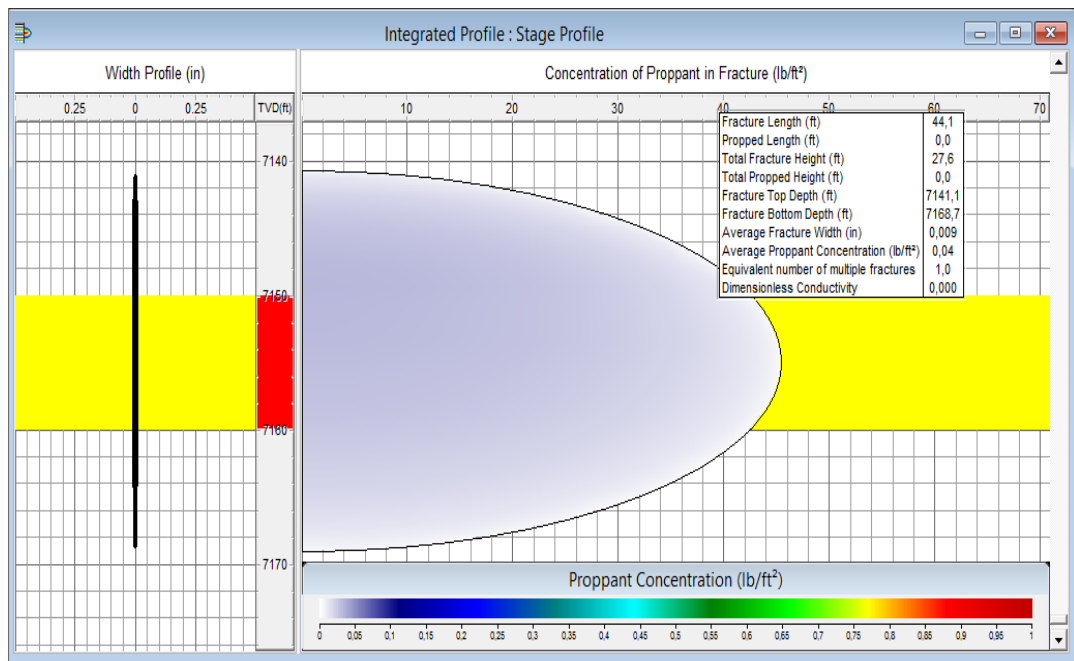 Integrated Profile : Stage Profile
Width Profile (in)
Concentration of Proppant in Fracture (lb/ft²)
0.25 0 0.25 TVD(ft) 10 20 30 40 50 60 70
Fracture Length (ft) 44,1
Propped Length (ft) 0,0
Total Fracture Height (ft) 27,6
Total Propped Height (ft) 0,0
Fracture Top Depth (ft) 7141,1
Fracture Bottom Depth (ft) 7168,7
Average Fracture Width (in) 0,009
Average Proppant Concentration (lb/ft²) 0,04
Equivalent number of multiple fractures 1,0
Dimensionless Conductivity 0,000
7140
7150
7160
7170
Proppant Concentration (lb/ft²)
0 0,05 0,1 0,15 0,2 0,25 0,3 0,35 0,4 0,45 0,5 0,55 0,6 0,65 0,7 0,75 0,8 0,85 0,9 0,95 1